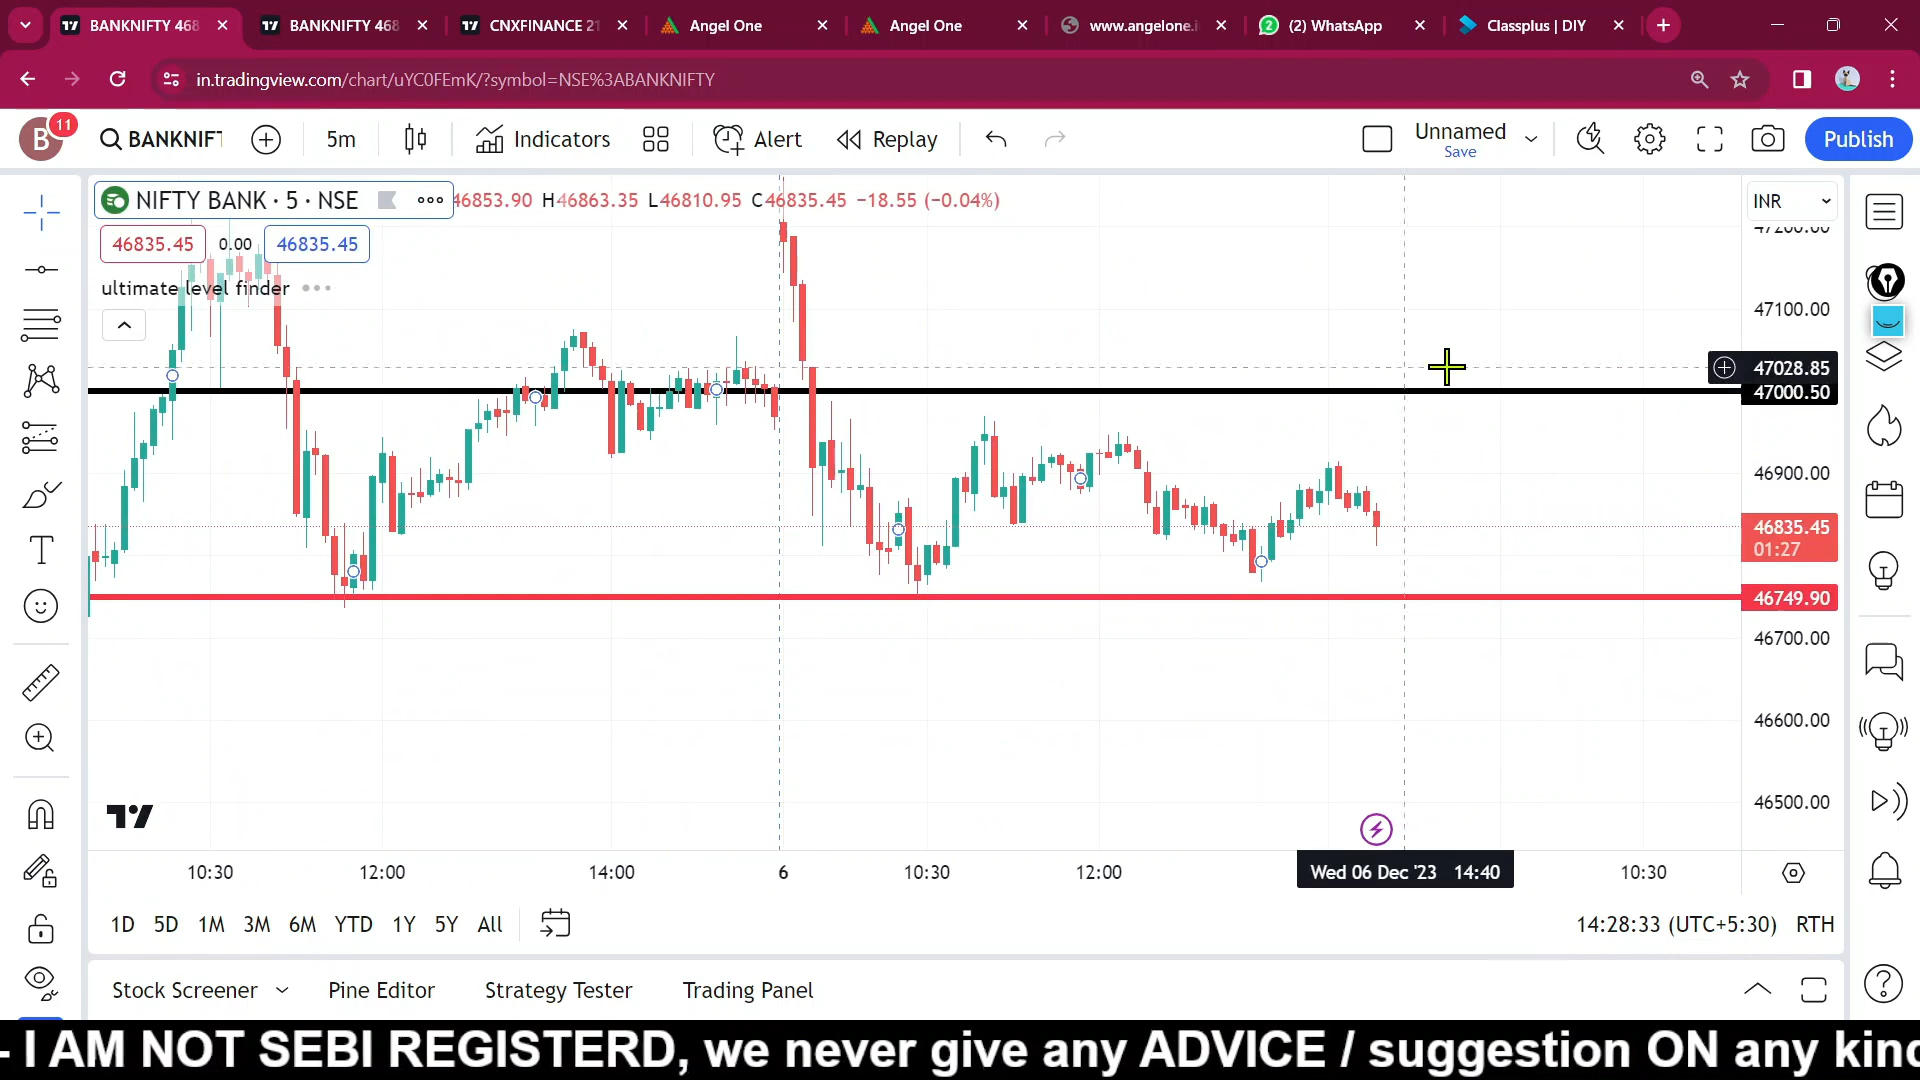 BANKNIFTY 468
BANKNIFTY 468
CNXFINANCE 21
Angel One
Angel One
www.angelone.i
(2) WhatsApp
Classplus | DIY
in.tradingview.com/chart/uYC0FEmK/?symbol=NSE%3ABANKNIFTY
B
11
BANKNIFT
5m
Indicators
Alert
Replay
Unnamed
Save
Publish
NIFTY BANK · 5 · NSE
46853.90 H46863.35 L46810.95 C46835.45 −18.55 (−0.04%)
INR
46835.45
0.00
46835.45
ultimate level finder
47200.00
47100.00
47028.85
47000.50
46900.00
46835.45
01:27
46749.90
46700.00
46600.00
46500.00
10:30
12:00
14:00
6
10:30
12:00
Wed 06 Dec '23 14:40
10:30
1D 5D 1M 3M 6M YTD 1Y 5Y All
14:28:33 (UTC+5:30) RTH
Stock Screener
Pine Editor
Strategy Tester
Trading Panel
- I AM NOT SEBI REGISTERD, we never give any ADVICE / suggestion ON any kind